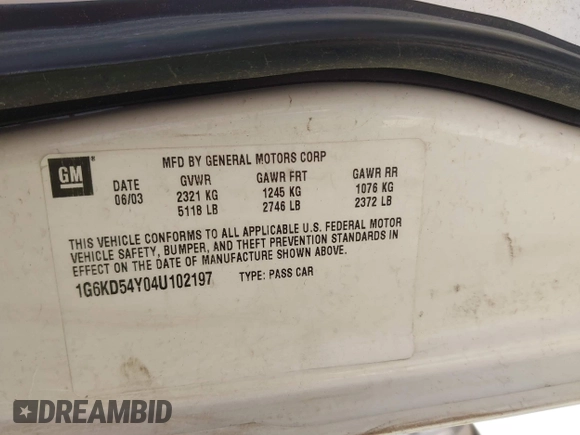 MFD BY GENERAL MOTORS CORP
GM
DATE GVWR GAWR FRT GAWR RR
06/03 2321 KG 1245 KG 1076 KG
5118 LB 2746 LB 2372 LB
THIS VEHICLE CONFORMS TO ALL APPLICABLE U.S. FEDERAL MOTOR
VEHICLE SAFETY, BUMPER, AND THEFT PREVENTION STANDARDS IN
EFFECT ON THE DATE OF MANUFACTURE SHOWN ABOVE.
1G6KD54Y04U102197 TYPE: PASS CAR
DREAMBID